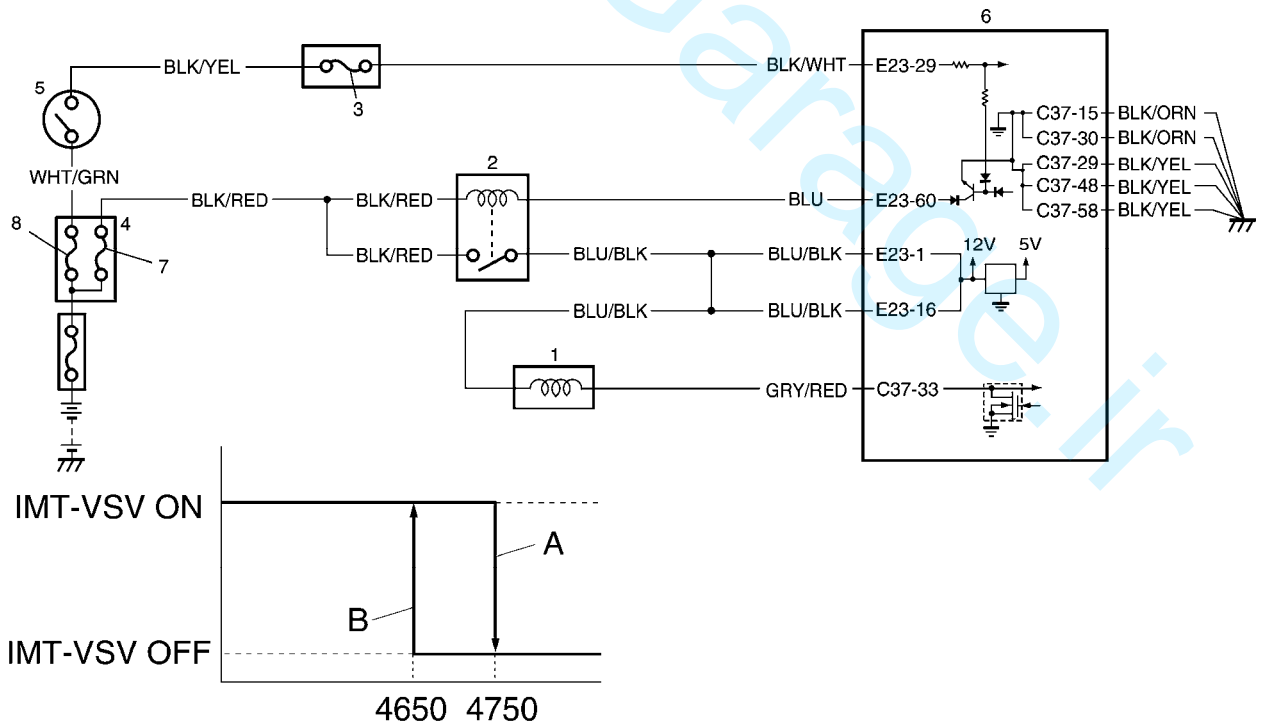 6
BLK/YEL
3
BLK/WHT
E23-29
5
C37-15
BLK/ORN
C37-30
BLK/ORN
WHT/GRN
2
C37-29
BLK/YEL
8
4
BLK/RED
BLK/RED
BLU
E23-60
C37-48
BLK/YEL
C37-58
BLK/YEL
7
BLK/RED
BLU/BLK
BLU/BLK
E23-1
12V
5V
BLU/BLK
BLU/BLK
E23-16
1
GRY/RED
C37-33
IMT-VSV ON
A
B
IMT-VSV OFF
4650 4750
Garage.ir